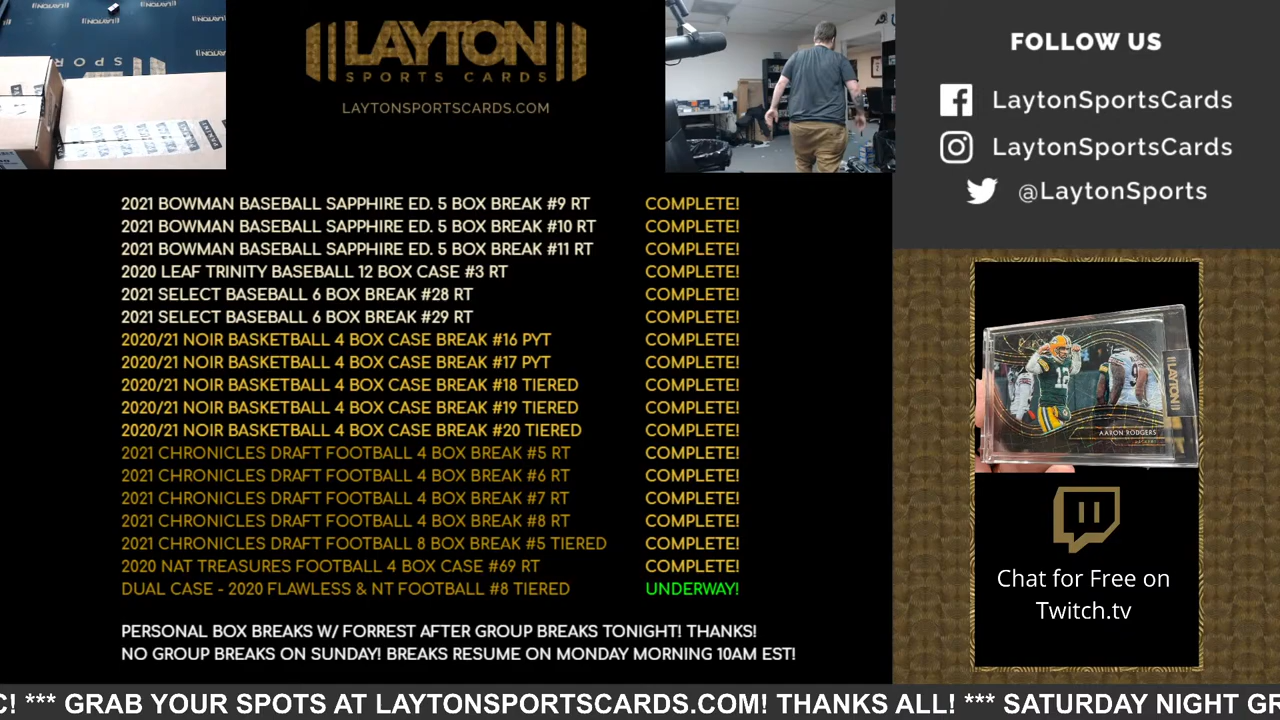 LAYTON
SPORTS CARDS
LAYTONSPORTSCARDS.COM
FOLLOW US
LaytonSportsCards
LaytonSportsCards
@LaytonSports
2021 BOWMAN BASEBALL SAPPHIRE ED. 5 BOX BREAK #9 RT COMPLETE!
2021 BOWMAN BASEBALL SAPPHIRE ED. 5 BOX BREAK #10 RT COMPLETE!
2021 BOWMAN BASEBALL SAPPHIRE ED. 5 BOX BREAK #11 RT COMPLETE!
2020 LEAF TRINITY BASEBALL 12 BOX CASE #3 RT COMPLETE!
2021 SELECT BASEBALL 6 BOX BREAK #28 RT COMPLETE!
2021 SELECT BASEBALL 6 BOX BREAK #29 RT COMPLETE!
2020/21 NOIR BASKETBALL 4 BOX CASE BREAK #16 PYT COMPLETE!
2020/21 NOIR BASKETBALL 4 BOX CASE BREAK #17 PYT COMPLETE!
2020/21 NOIR BASKETBALL 4 BOX CASE BREAK #18 TIERED COMPLETE!
2020/21 NOIR BASKETBALL 4 BOX CASE BREAK #19 TIERED COMPLETE!
2020/21 NOIR BASKETBALL 4 BOX CASE BREAK #20 TIERED COMPLETE!
2021 CHRONICLES DRAFT FOOTBALL 4 BOX BREAK #5 RT COMPLETE!
2021 CHRONICLES DRAFT FOOTBALL 4 BOX BREAK #6 RT COMPLETE!
2021 CHRONICLES DRAFT FOOTBALL 4 BOX BREAK #7 RT COMPLETE!
2021 CHRONICLES DRAFT FOOTBALL 4 BOX BREAK #8 RT COMPLETE!
2021 CHRONICLES DRAFT FOOTBALL 8 BOX BREAK #5 TIERED COMPLETE!
2020 NAT TREASURES FOOTBALL 4 BOX CASE #69 RT COMPLETE!
DUAL CASE - 2020 FLAWLESS & NT FOOTBALL #8 TIERED UNDERWAY!
PERSONAL BOX BREAKS W/ FORREST AFTER GROUP BREAKS TONIGHT! THANKS!
NO GROUP BREAKS ON SUNDAY! BREAKS RESUME ON MONDAY MORNING 10AM EST!
12
AARON RODGERS
LAYTON
Chat for Free on
Twitch.tv
C! *** GRAB YOUR SPOTS AT LAYTONSPORTSCARDS.COM! THANKS ALL! *** SATURDAY NIGHT GR